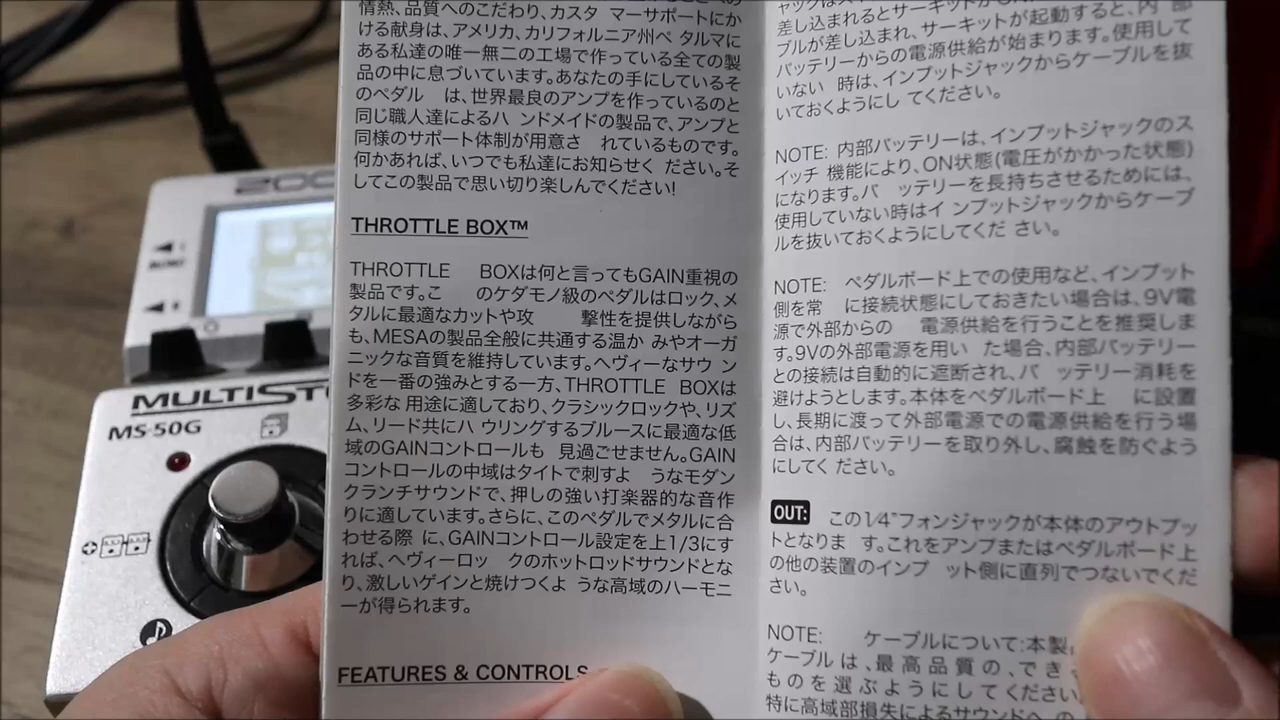 情熱、品質へのこだわり、カスタ マーサポートにか
ける献身は、アメリカ、カリフォルニア州ペ タルマに
ある私達の唯一無二の工場で作っている全ての製
品の中に息づいています。あなたの手にしているそ
のペダル は、世界最良のアンプを作っているのと
同じ職人達によるハ ンドメイドの製品で、アンプと
同様のサポート体制が用意さ れているものです。
何かあれば、いつでも私達にお知らせく ださい。そ
してこの製品で思い切り楽しんでください!
THROTTLE BOX™
THROTTLE BOXは何と言ってもGAIN重視の
製品です。こ のケダモノ級のペダルはロック、メ
タルに最適なカットや攻 撃性を提供しながら
も、MESAの製品全般に共通する温か みやオーガ
ニックな音質を維持しています。ヘヴィーなサウ ン
ドを一番の強みとする一方、THROTTLE BOXは
多彩な 用途に適しており、クラシックロックや、リズ
ム、リード共にハ ウリングするブルースに最適な低
域のGAINコントロールも 見過ごせません。GAIN
コントロールの中域はタイトで刺すよ うなモダン
クランチサウンドで、押しの強い打楽器的な音作
りに適しています。さらに、このペダルでメタルに合
わせる際 に、GAINコントロール設定を上1/3にす
れば、ヘヴィーロッ クのホットロッドサウンドとな
り、激しいゲインと焼けつくよ うな高域のハーモニ
ーが得られます。
FEATURES & CONTROLS
差し込まれるとサーキットが
ブルが差し込まれ、サーキットが起動すると、内 部
バッテリーからの電源供給が始まります。使用して
いない 時は、インプットジャックからケーブルを抜
いておくようにし てください。
NOTE: 内部バッテリーは、インプットジャックのス
イッチ 機能により、ON状態(電圧がかかった状態)
になります。バ ッテリーを長持ちさせるためには、
使用していない時はイ ンプットジャックからケーブ
ルを抜いておくようにしてくだ さい。
NOTE: ペダルボード上での使用など、インプット
側を常 に接続状態にしておきたい場合は、9V電
源で外部からの 電源供給を行うことを推奨しま
す。9Vの外部電源を用い た場合、内部バッテリー
との接続は自動的に遮断され、バ ッテリー消耗を
避けようとします。本体をペダルボード上 に設置
し、長期に渡って外部電源での電源供給を行う場
合は、内部バッテリーを取り外し、腐蝕を防ぐよう
にしてく ださい。
OUT: この1/4"フォンジャックが本体のアウトプッ
トとなりま す。これをアンプまたはペダルボード上
の他の装置のインプ ット側に直列でつないでくだ
さい。
NOTE: ケーブルについて:本製
ケーブル は 、最 高 品 質 の 、でき
も の を 選 ぶ よ う に し て く だ さ い
特に高域部損失によるサウンドへの
ZOO
MULTISTO
MS-50G